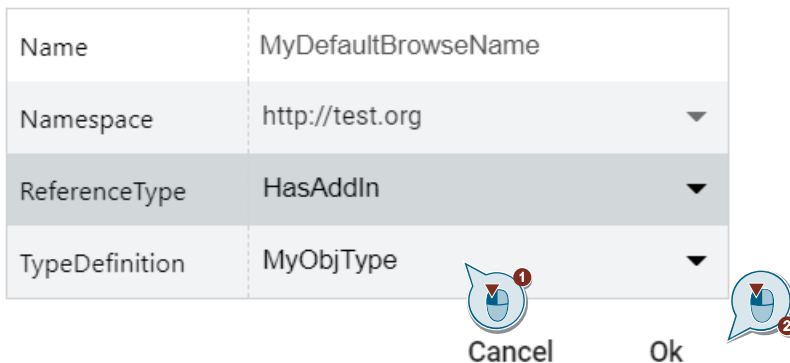 Name MyDefaultBrowseName
Namespace http://test.org
ReferenceType HasAddIn
TypeDefinition MyObjType
1
2
Cancel Ok